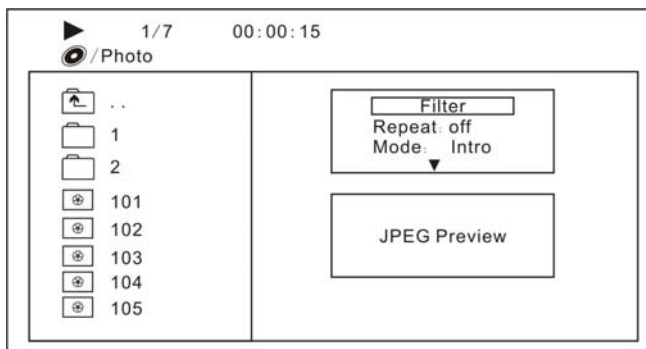 1/7 00:00:15
/Photo
..
1
2
101
102
103
104
105
Filter
Repeat: off
Mode: Intro
JPEG Preview